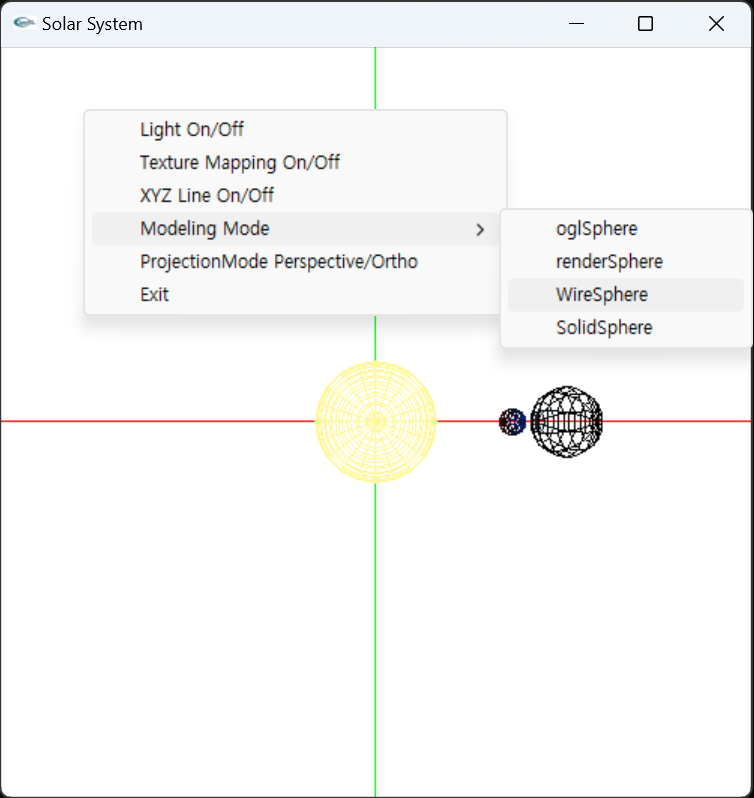 Solar System
Light On/Off
Texture Mapping On/Off
XYZ Line On/Off
Modeling Mode
ProjectionMode Perspective/Ortho
Exit
oglSphere
renderSphere
WireSphere
SolidSphere